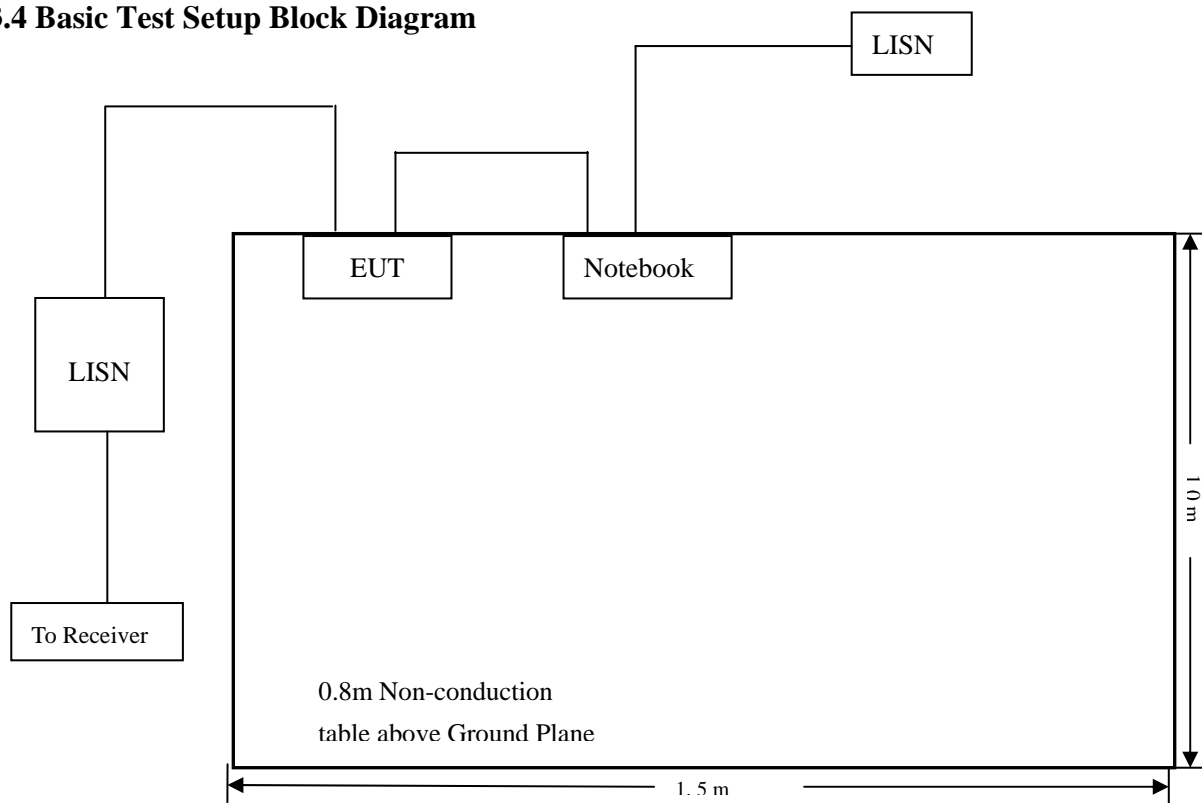 3.4 Basic Test Setup Block Diagram
LISN
EUT
Notebook
LISN
1.0 m
To Receiver
0.8m Non-conduction
table above Ground Plane
1.5 m